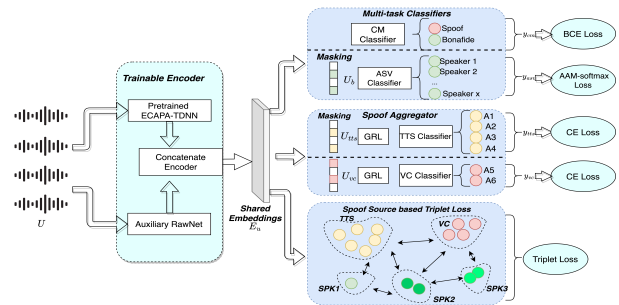 Multi-task Classifiers
CM
Classifier
Spoof
Bonafide
y_cm
BCE Loss
Masking
U_b
ASV
Classifier
Speaker 1
Speaker 2
...
Speaker x
y_asv
AAM-softmax
Loss
Trainable Encoder
Pretrained
ECAPA-TDNN
Concatenate
Encoder
Auxiliary RawNet
U
Shared
Embeddings
E_u
Masking
Spoof Aggregator
U_tts
GRL
TTS Classifier
A1
A2
A3
A4
CE Loss
U_vc
GRL
VC Classifier
A5
A6
y_vc
CE Loss
Spoof Source based Triplet Loss
TTS
VC
SPK1
SPK2
SPK3
Triplet Loss